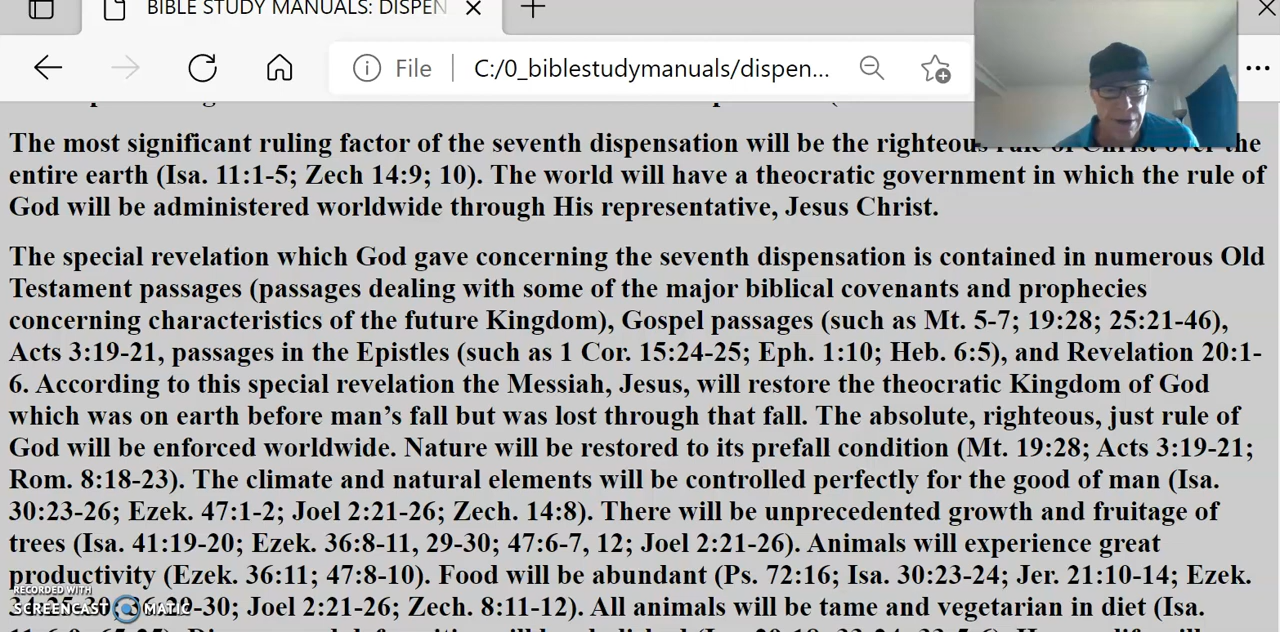 BIBLE STUDY MANUALS: DISPEN
File
C:/0_biblestudymanuals/dispen...
The most significant ruling factor of the seventh dispensation will be the righteous rule of Christ over the
entire earth (Isa. 11:1-5; Zech 14:9; 10). The world will have a theocratic government in which the rule of
God will be administered worldwide through His representative, Jesus Christ.
The special revelation which God gave concerning the seventh dispensation is contained in numerous Old
Testament passages (passages dealing with some of the major biblical covenants and prophecies
concerning characteristics of the future Kingdom), Gospel passages (such as Mt. 5-7; 19:28; 25:21-46),
Acts 3:19-21, passages in the Epistles (such as 1 Cor. 15:24-25; Eph. 1:10; Heb. 6:5), and Revelation 20:1-
6. According to this special revelation the Messiah, Jesus, will restore the theocratic Kingdom of God
which was on earth before man’s fall but was lost through that fall. The absolute, righteous, just rule of
God will be enforced worldwide. Nature will be restored to its prefall condition (Mt. 19:28; Acts 3:19-21;
Rom. 8:18-23). The climate and natural elements will be controlled perfectly for the good of man (Isa.
30:23-26; Ezek. 47:1-2; Joel 2:21-26; Zech. 14:8). There will be unprecedented growth and fruitage of
trees (Isa. 41:19-20; Ezek. 36:8-11, 29-30; 47:6-7, 12; Joel 2:21-26). Animals will experience great
productivity (Ezek. 36:11; 47:8-10). Food will be abundant (Ps. 72:16; Isa. 30:23-24; Jer. 21:10-14; Ezek.
RECORDED WITH
SCREENCAST MATIC
-30; Joel 2:21-26; Zech. 8:11-12). All animals will be tame and vegetarian in diet (Isa.